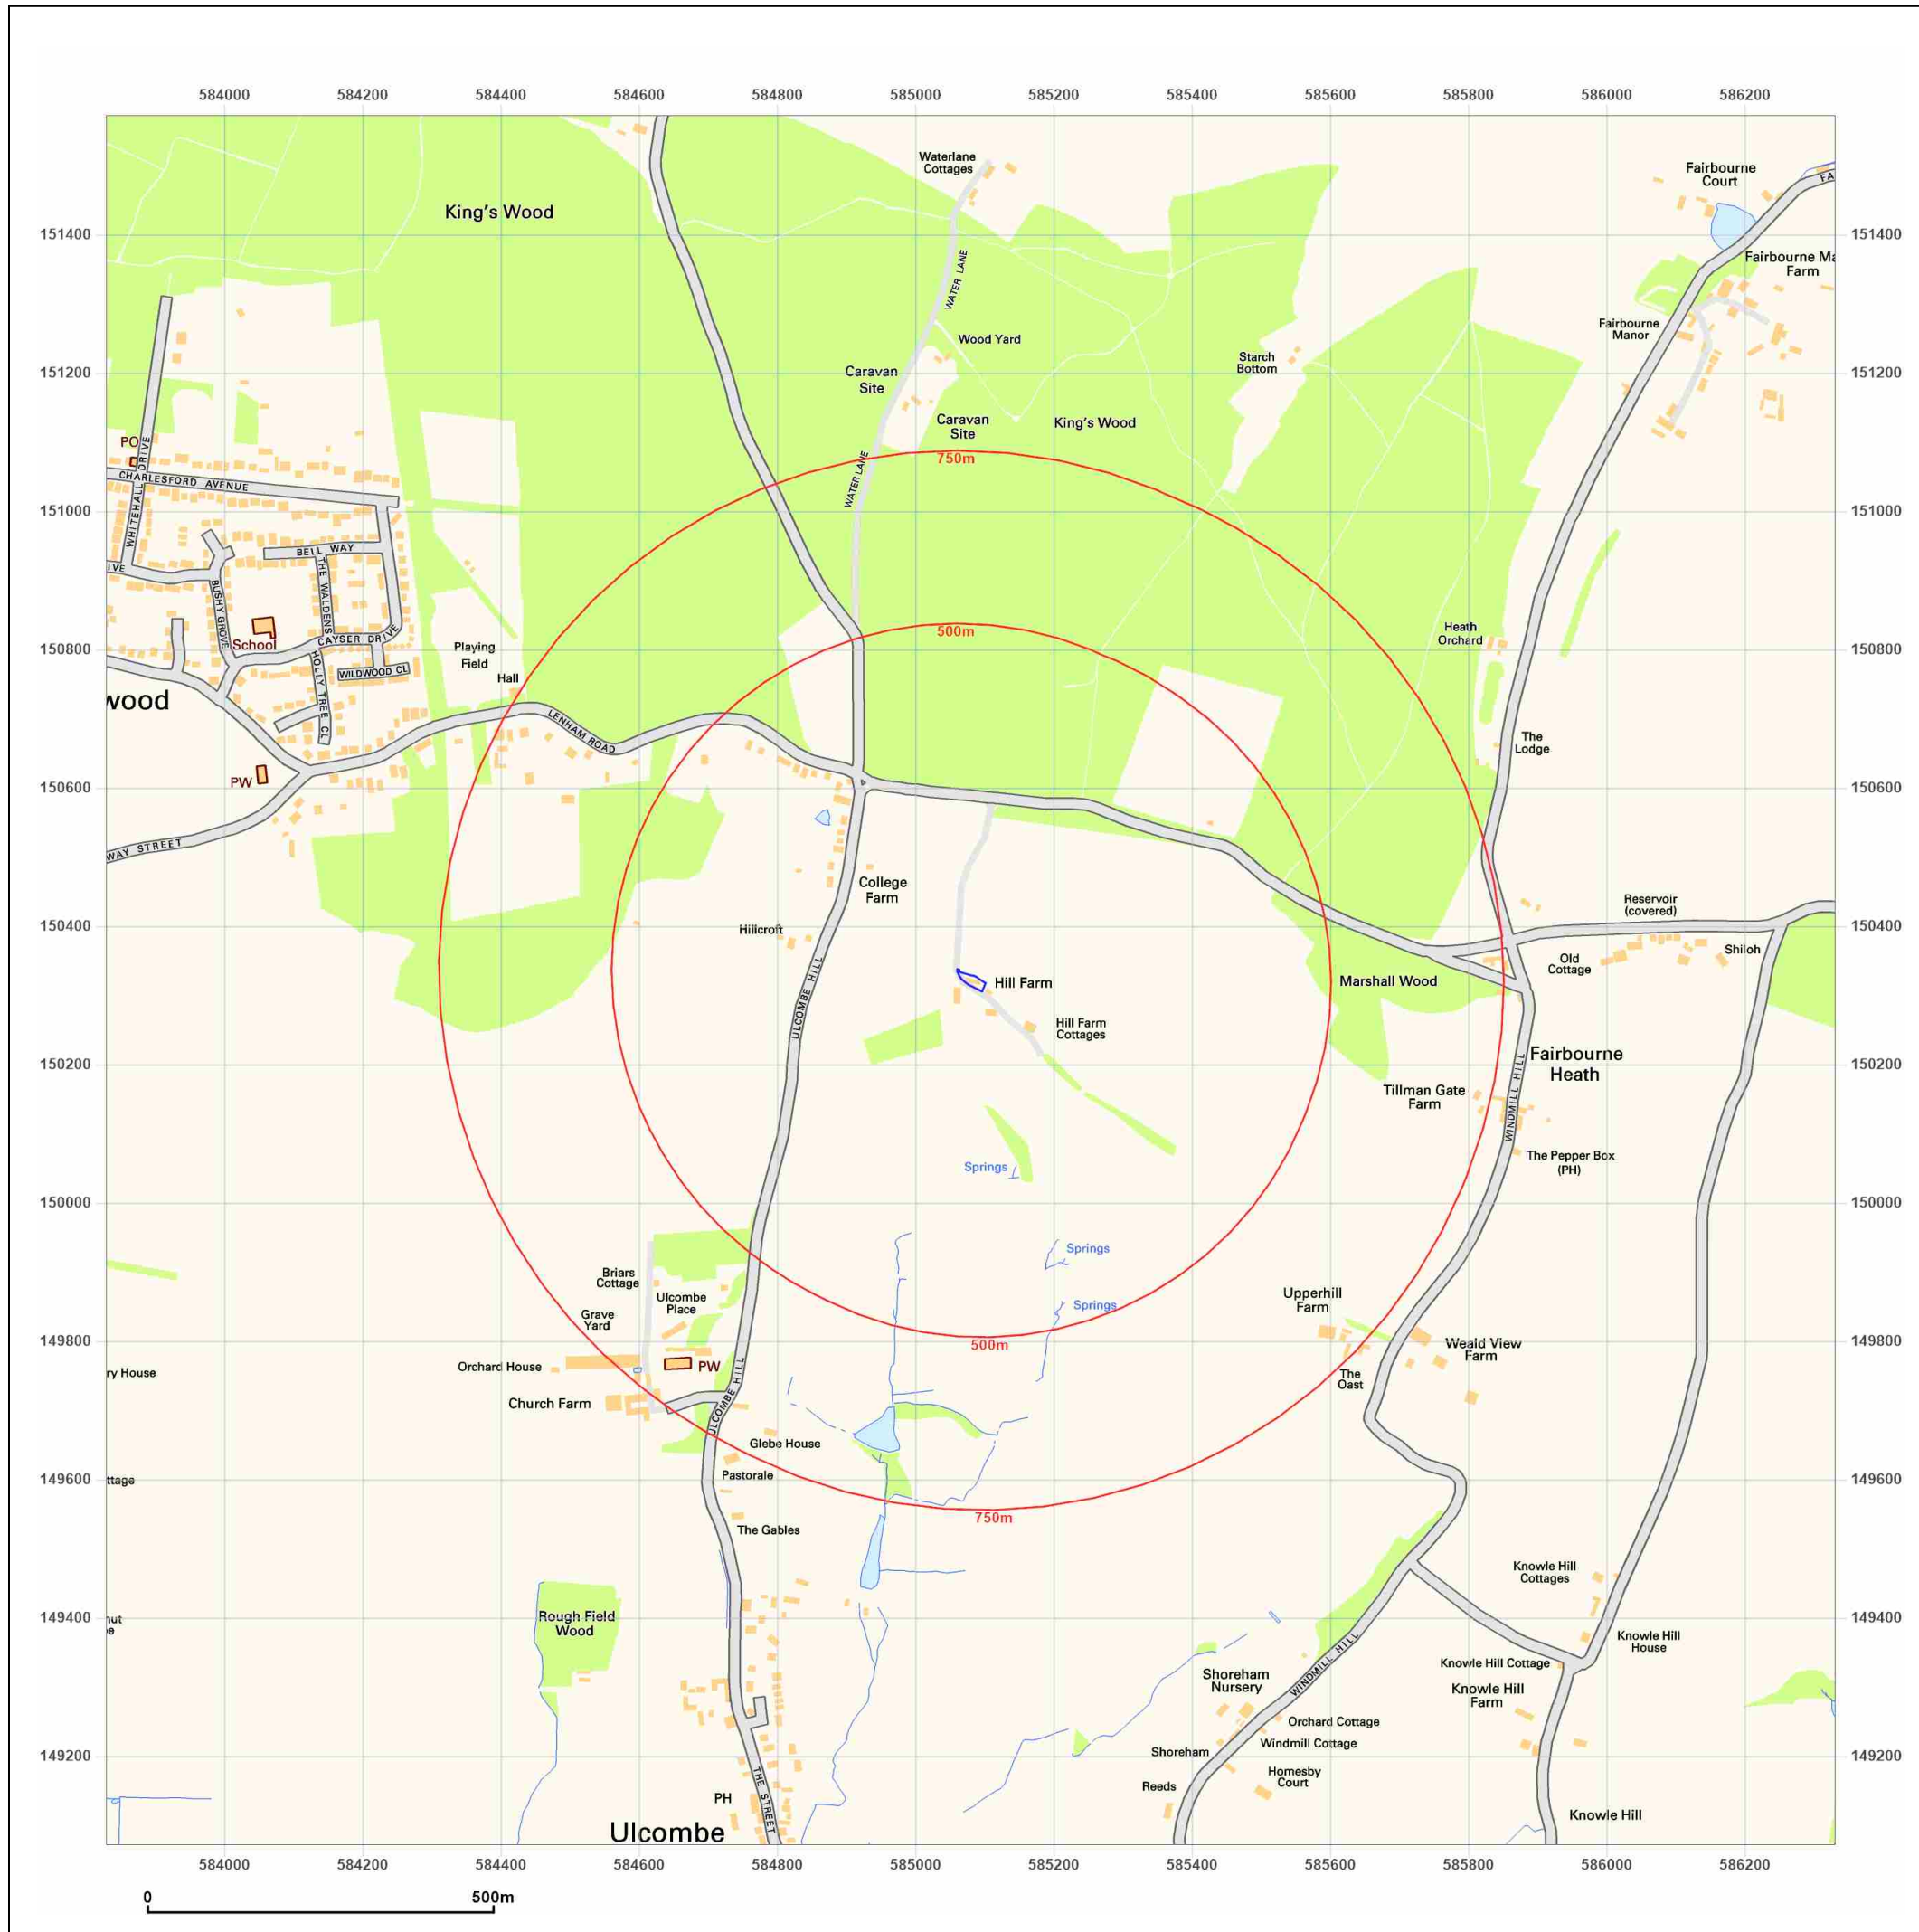 584000 584200 584400 584600 584800 585000 585200 585400 585600 585800 586000 586200
Waterlane
Cottages
Fairbourne
Court
FA
King's Wood
151400
151400
WATER LANE
Fairbourne Ma
Farm
Fairbourne
Manor
Wood Yard
Starch
Bottom
151200
151200
Caravan
Site
Caravan
Site
King's Wood
PO
750m
WHITEHALL DRIVE
CHARLESFORD AVENUE
WATER LANE
151000
151000
BELL WAY
IVE
THE WALDENS
BUSHY GROVE
School
CAYSER DRIVE
500m
Heath
Orchard
Playing
Field
150800
150800
HOLLY TREE CL
WILDWOOD CL
Hall
wood
LENHAM ROAD
The
Lodge
PW
150600
150600
WAY STREET
College
Farm
Reservoir
(covered)
Hillcroft
150400
150400
Shiloh
Old
Cottage
ULCOMBE HILL
Hill Farm
Marshall Wood
Hill Farm
Cottages
Fairbourne
Heath
150200
150200
WINDMILL HILL
Tillman Gate
Farm
The Pepper Box
(PH)
Springs
150000
150000
Springs
Briars
Cottage
Ulcombe
Place
Springs
Upperhill
Farm
Grave
Yard
149800
149800
500m
Weald View
Farm
Orchard House
PW
ry House
The
Oast
ULCOMBE HILL
Church Farm
Glebe House
Pastorale
149600
149600
ttage
750m
The Gables
Knowle Hill
Cottages
Rough Field
Wood
149400
149400
nut
e
WINDMILL HILL
Knowle Hill
House
Knowle Hill Cottage
Shoreham
Nursery
Knowle Hill
Farm
Orchard Cottage
Windmill Cottage
Shoreham
149200
149200
Homesby
Court
Reeds
THE STREET
PH
Knowle Hill
Ulcombe
584000 584200 584400 584600 584800 585000 585200 585400 585600 585800 586000 586200
0 500m